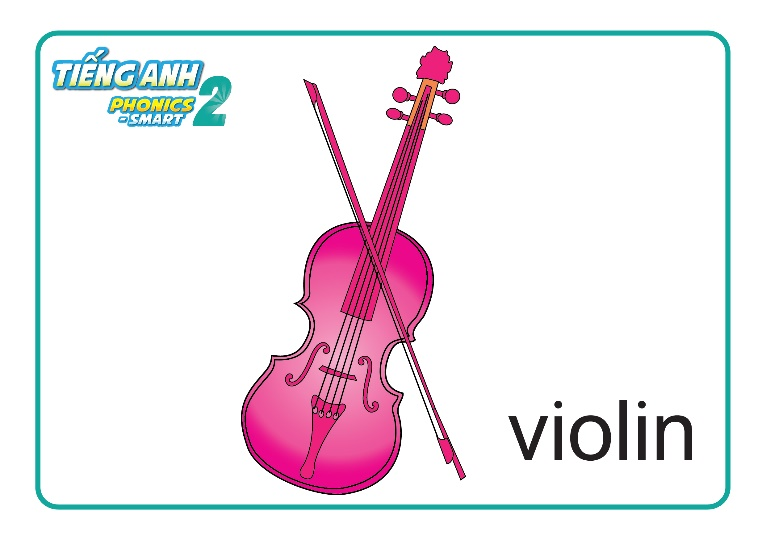 TIẾNG ANH
PHONICS 2
-SMART
violin